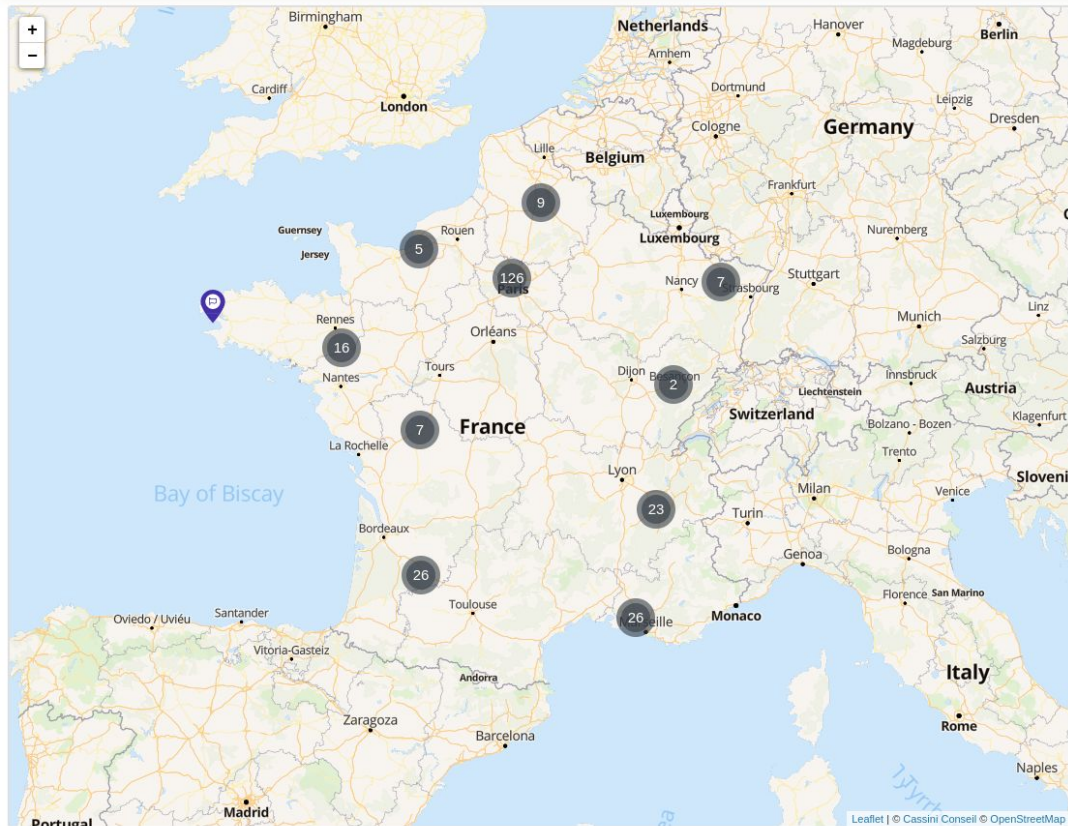 +
−
Birmingham
Netherlands
Hanover
Berlin
Magdeburg
Arnhem
Cardiff
London
Dortmund
Leipzig
Cologne
Germany
Dresden
Lille
Belgium
Frankfurt
9
Luxembourg
Luxembourg
Guernsey
Rouen
Nuremberg
5
Jersey
126
Paris
Nancy
7
Strasbourg
Stuttgart
Rennes
Orléans
Munich
Linz
16
Salzburg
Nantes
Tours
Dijon
Besançon
2
Innsbruck
Austria
Liechtenstein
Switzerland
Klagenfurt
7
France
Bolzano - Bozen
La Rochelle
Trento
Lyon
Sloveni
Bay of Biscay
Milan
Venice
23
Turin
Bordeaux
Genoa
Bologna
26
Florence
San Marino
Toulouse
26
Marseille
Monaco
Oviedo / Uviéu
Santander
Vitoria-Gasteiz
Andorra
Italy
Zaragoza
Rome
Barcelona
Naples
Madrid
Portugal
Leaflet | © Cassini Conseil © OpenStreetMap